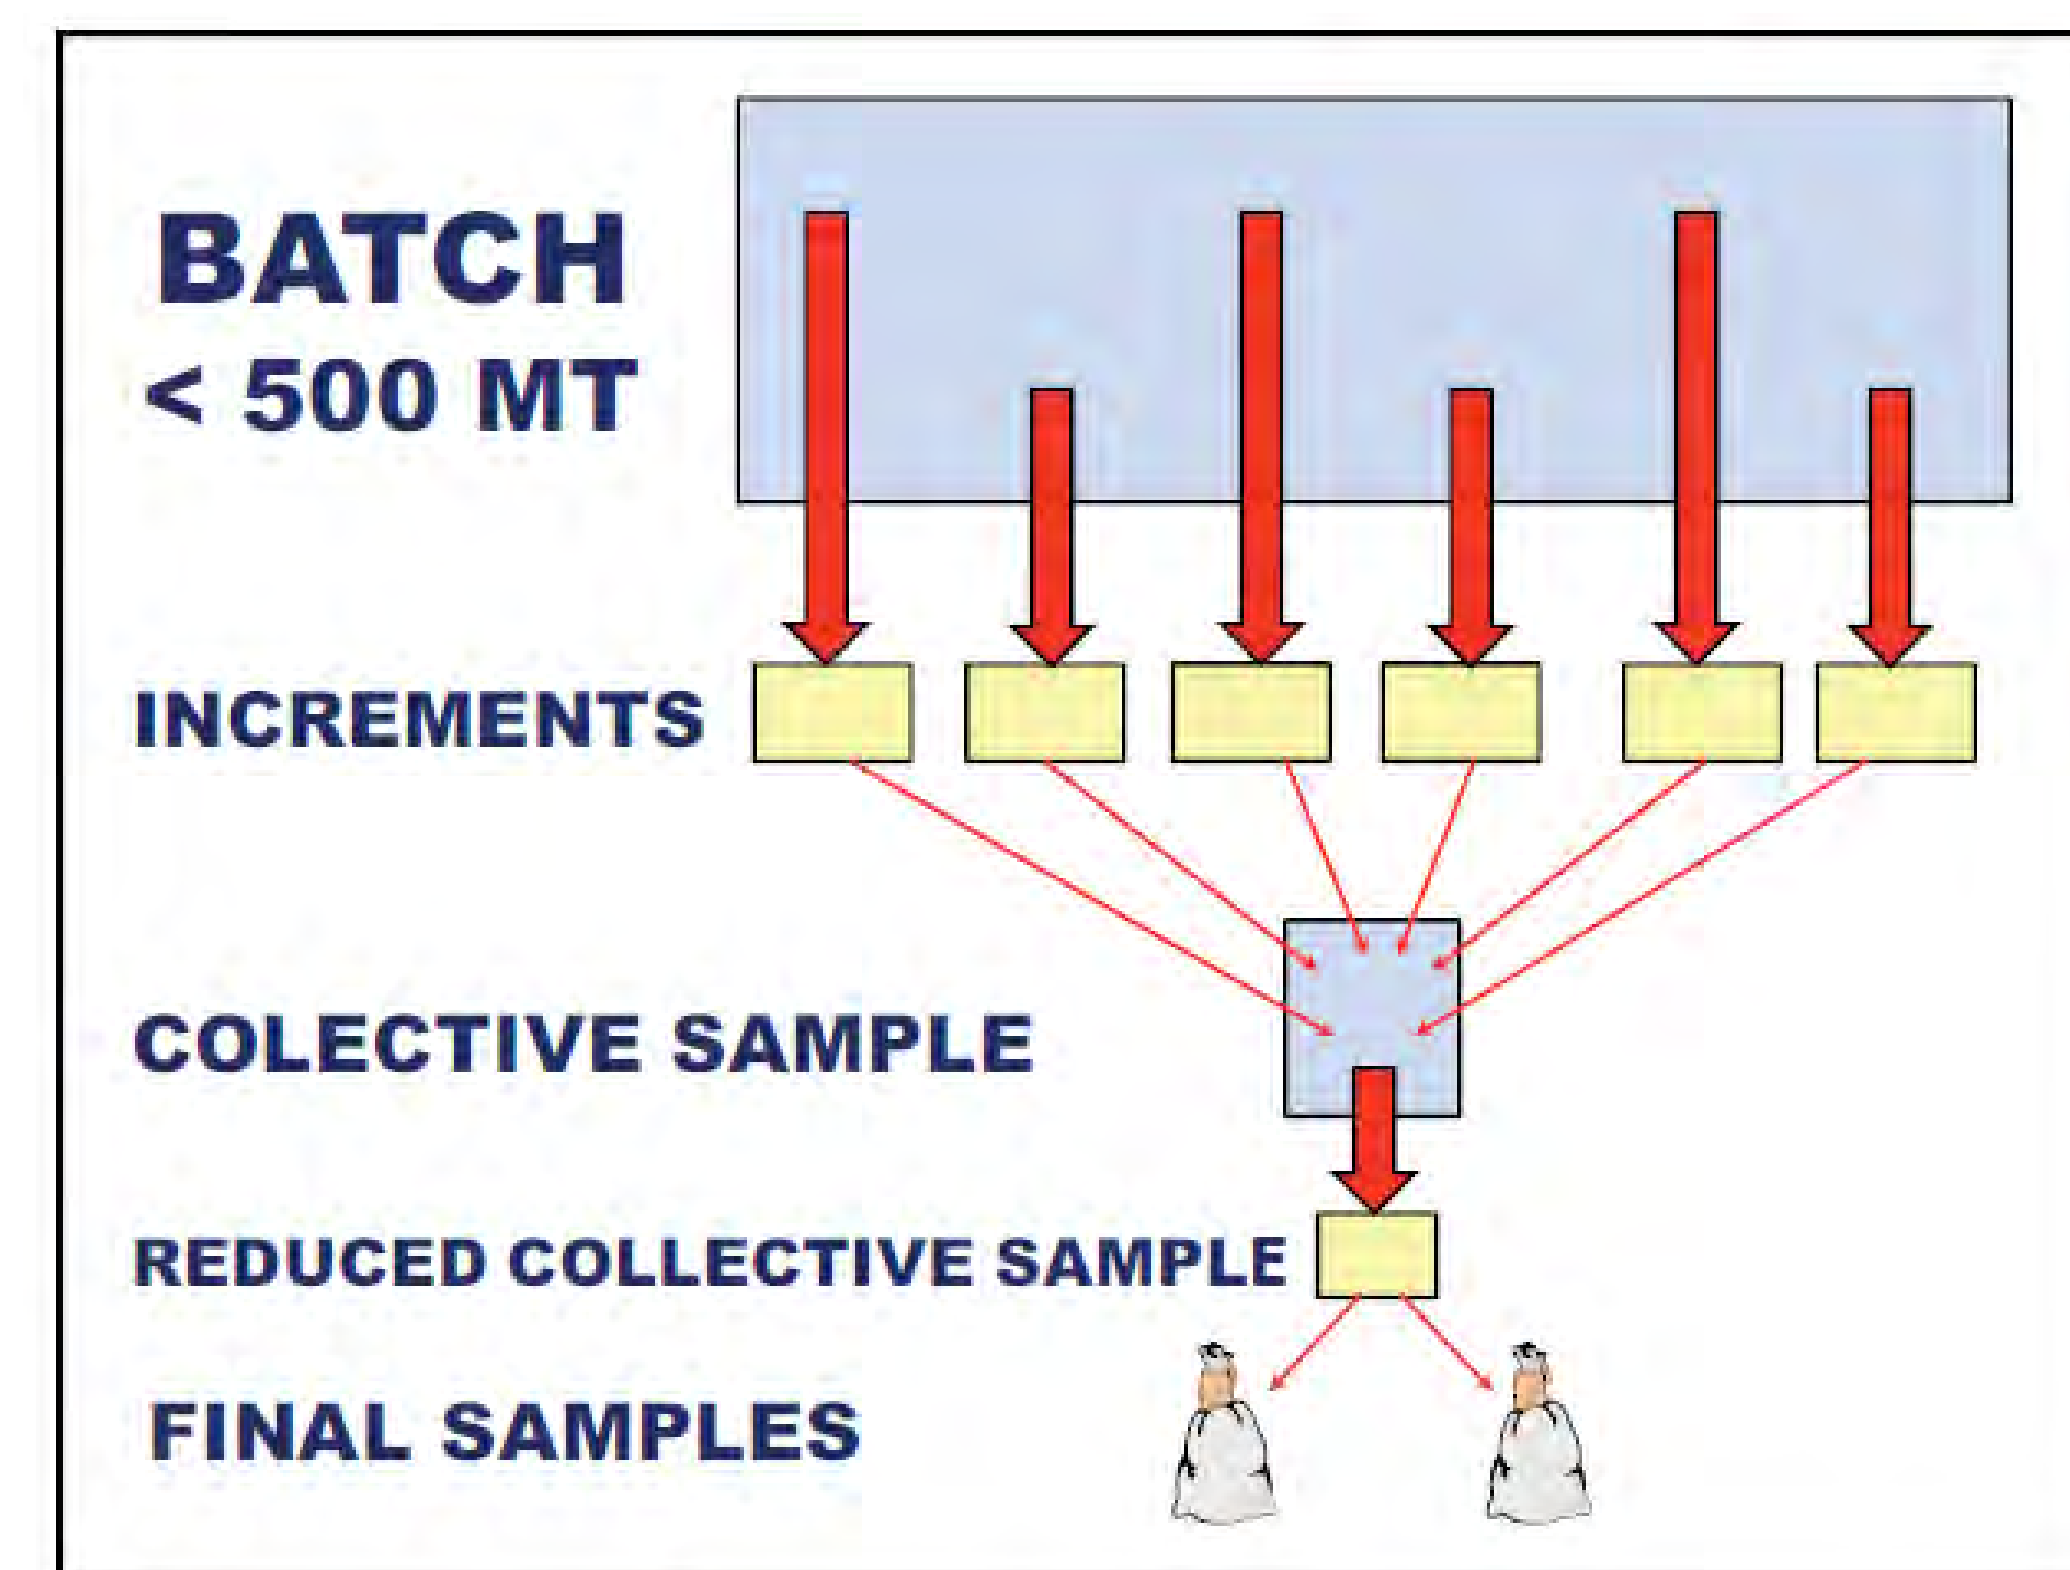 BATCH
< 500 MT
INCREMENTS
COLECTIVE SAMPLE
REDUCED COLLECTIVE SAMPLE
FINAL SAMPLES